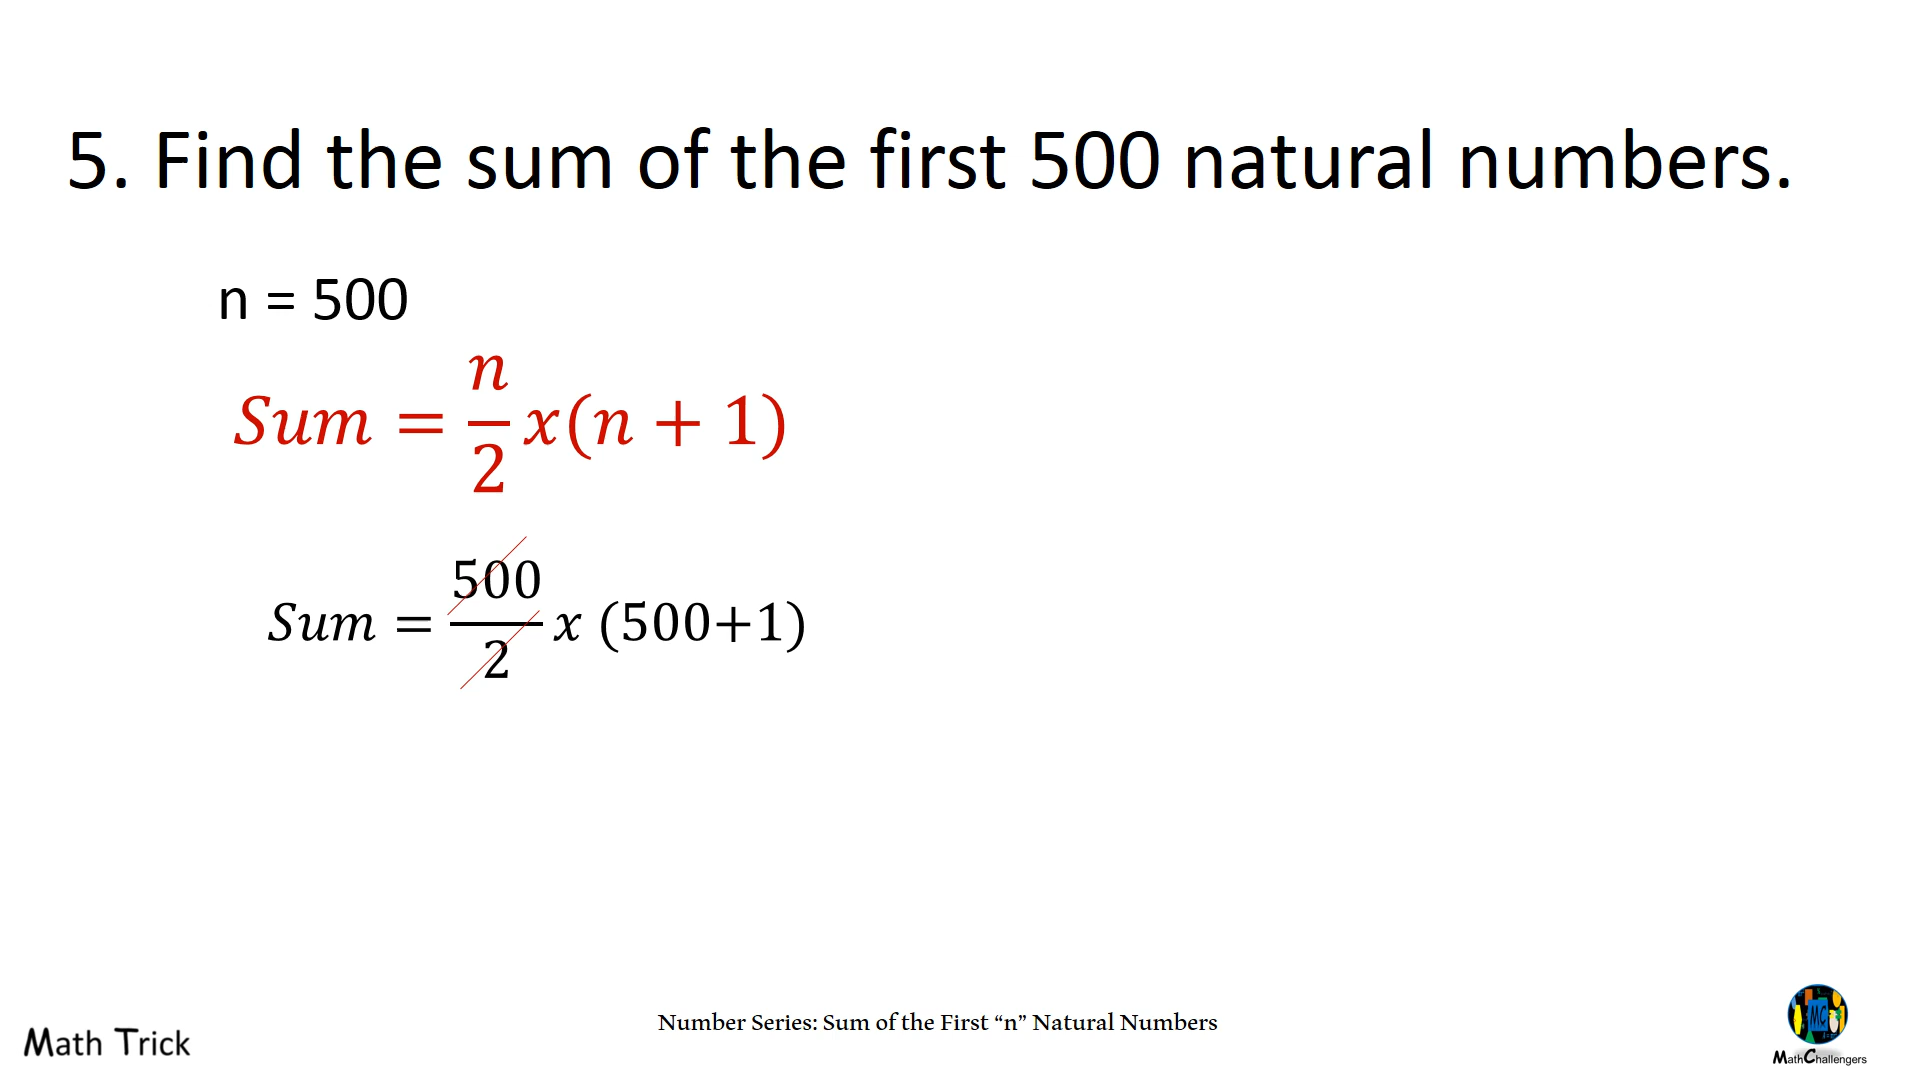 5. Find the sum of the first 500 natural numbers.
n = 500
Sum = n/2 x(n + 1)
Sum = 500/2 x (500+1)
Number Series: Sum of the First “n” Natural Numbers
Math Trick
MC
MathChallengers